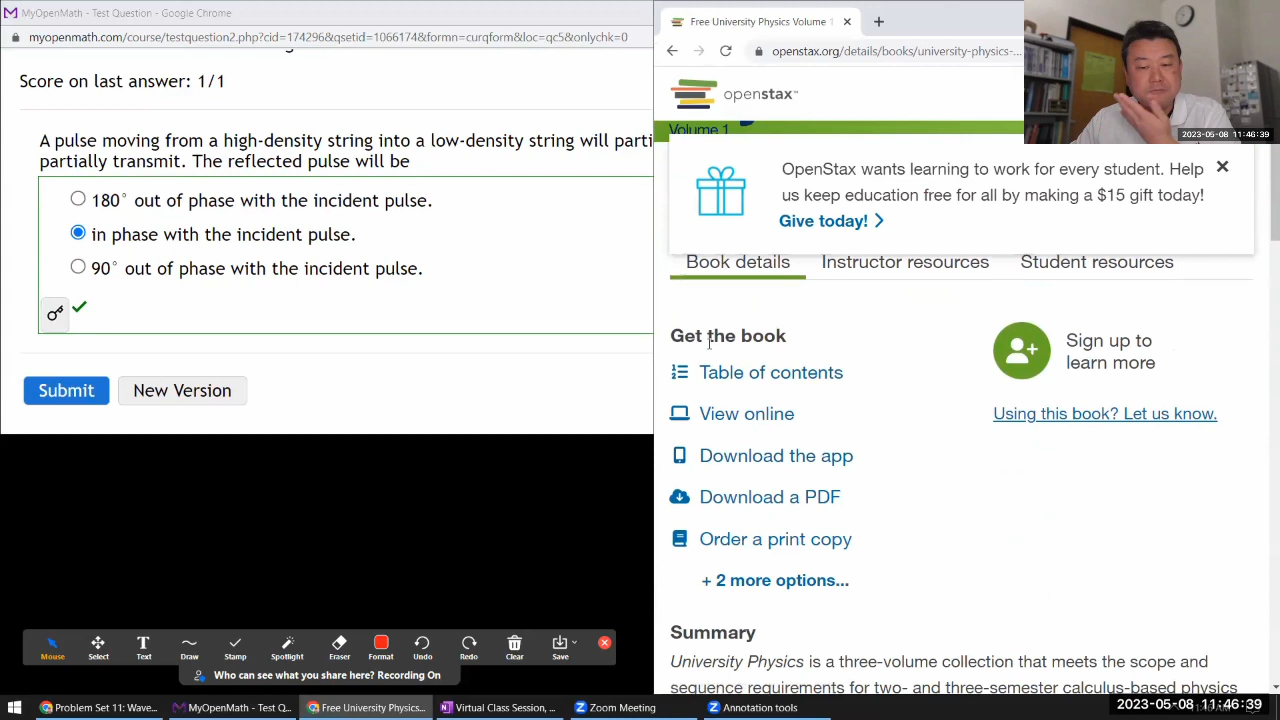 MyOpenMath - Test Question - Google Chrome
myopenmath.com/course/testquestion2.php?cid=174296&qsetid=1066174&formn=curqform&loc=qc5&onlychk=0
Score on last answer: 1/1
A pulse moving from a high-density string into a low-density string will parti
partially transmit. The reflected pulse will be
180° out of phase with the incident pulse.
in phase with the incident pulse.
90° out of phase with the incident pulse.
Submit
New Version
Mouse
Select
Text
Draw
Stamp
Spotlight
Eraser
Format
Undo
Redo
Clear
Save
Who can see what you share here? Recording On
Free University Physics Volume 1
openstax.org/details/books/university-physics-...
openstax™
Volume 1
OpenStax wants learning to work for every student. Help
us keep education free for all by making a $15 gift today!
Give today!
Book details
Instructor resources
Student resources
Get the book
Table of contents
View online
Download the app
Download a PDF
Order a print copy
+ 2 more options...
Sign up to
learn more
Using this book? Let us know.
Summary
University Physics is a three-volume collection that meets the scope and
sequence requirements for two- and three-semester calculus-based physics
2023-05-08 11:46:39
Problem Set 11: Wave...
MyOpenMath - Test Q...
Free University Physics...
Virtual Class Session, ...
Zoom Meeting
Annotation tools
2023-05-08 11:46:39